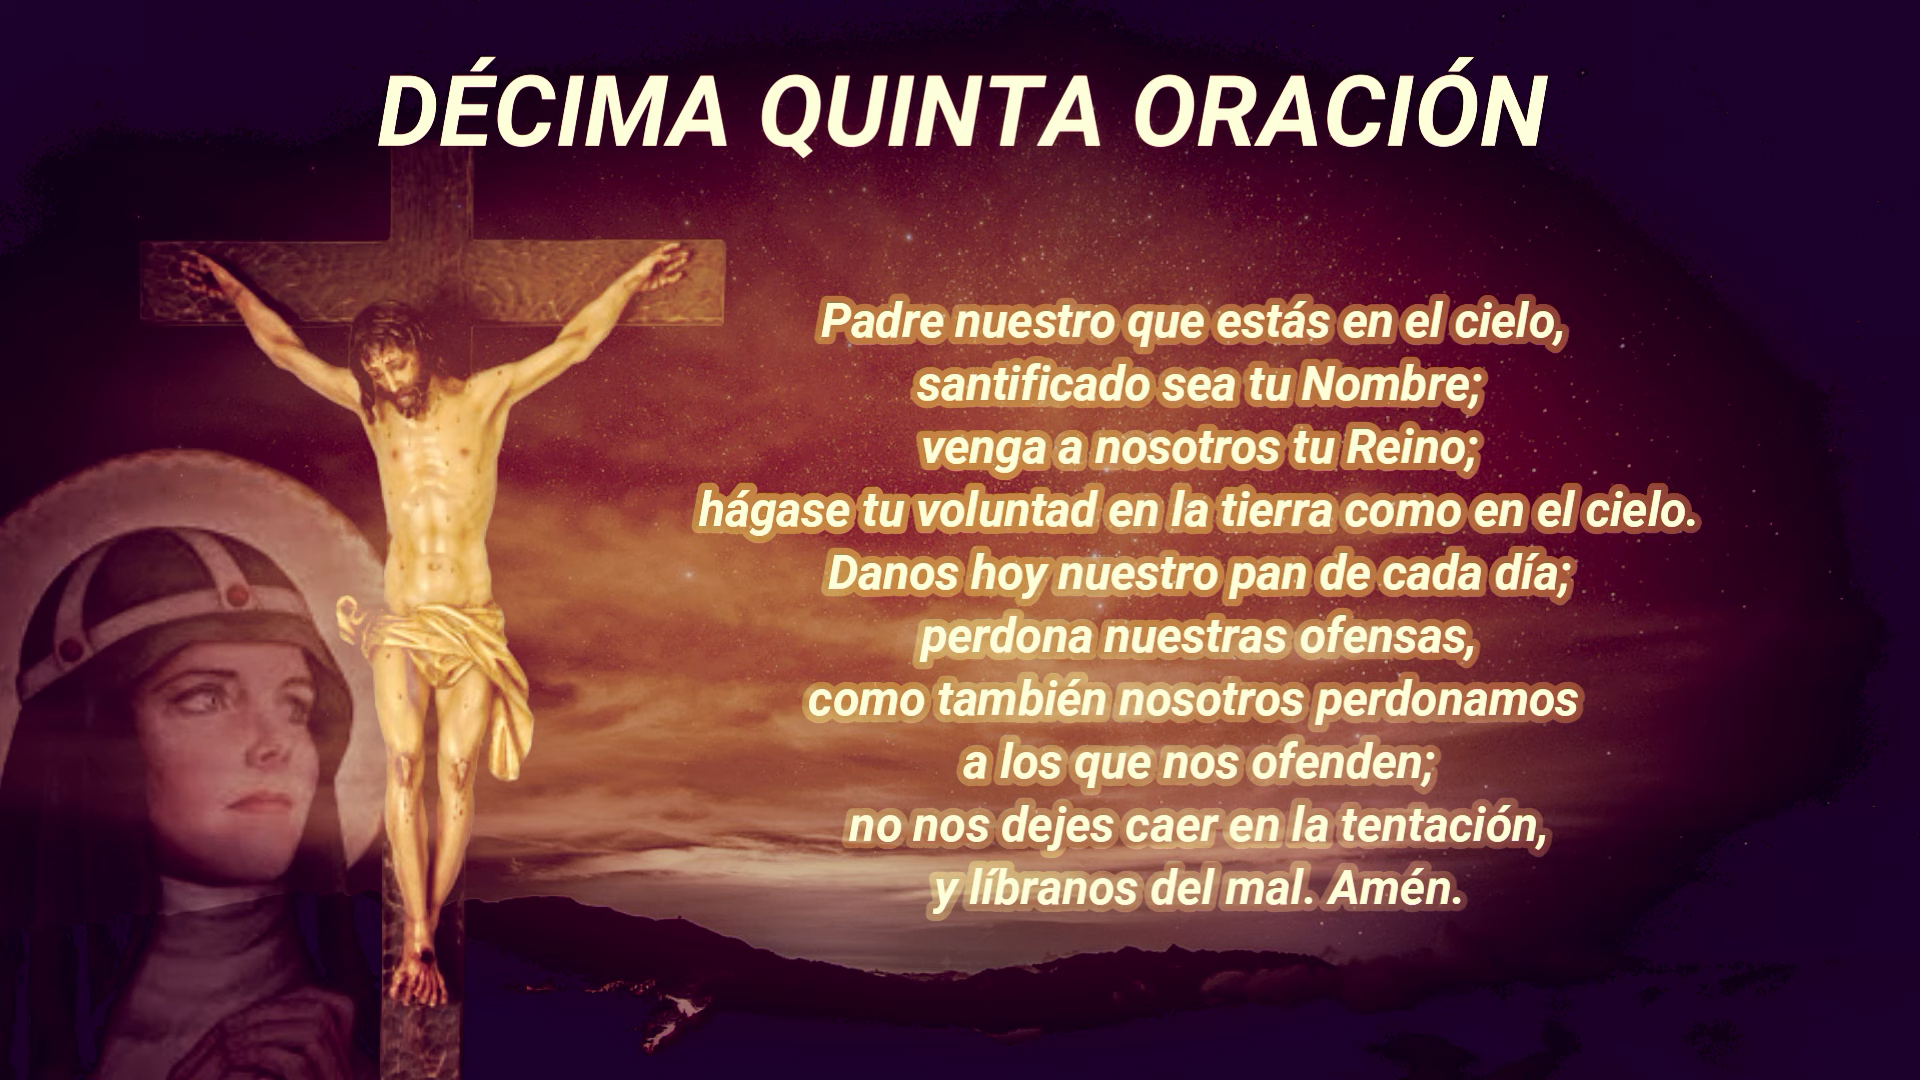 DÉCIMA QUINTA ORACIÓN
Padre nuestro que estás en el cielo,
santificado sea tu Nombre;
venga a nosotros tu Reino;
hágase tu voluntad en la tierra como en el cielo.
Danos hoy nuestro pan de cada día;
perdona nuestras ofensas,
como también nosotros perdonamos
a los que nos ofenden;
no nos dejes caer en la tentación,
y líbranos del mal. Amén.